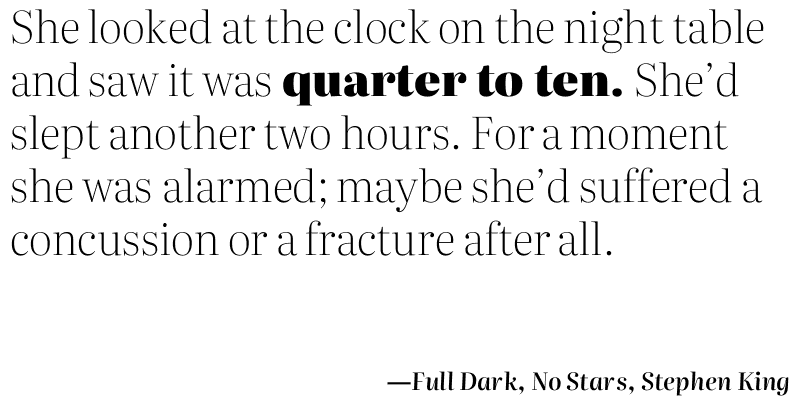 She looked at the clock on the night table
and saw it was quarter to ten. She’d
slept another two hours. For a moment
she was alarmed; maybe she’d suffered a
concussion or a fracture after all.
—Full Dark, No Stars, Stephen King